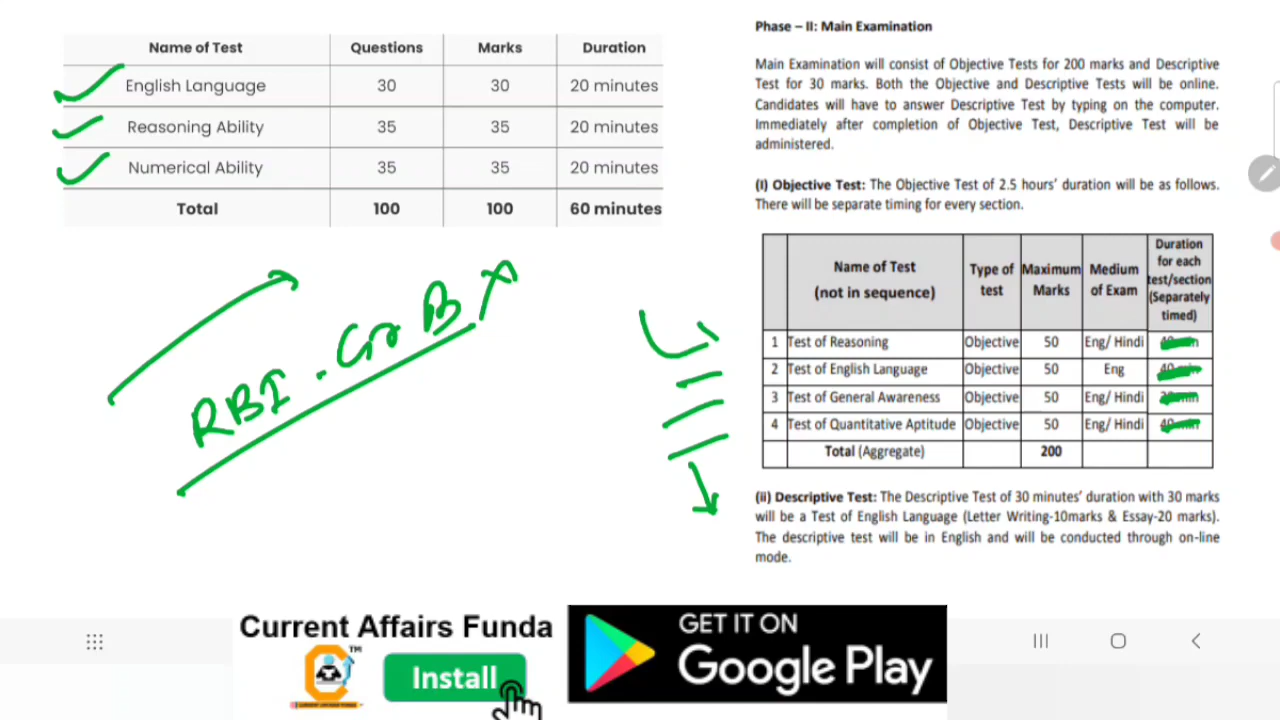 Name of Test Questions Marks Duration
English Language 30 30 20 minutes
Reasoning Ability 35 35 20 minutes
Numerical Ability 35 35 20 minutes
Total 100 100 60 minutes
RBI . Gr B
Phase – II: Main Examination
Main Examination will consist of Objective Tests for 200 marks and Descriptive
Test for 30 marks. Both the Objective and Descriptive Tests will be online.
Candidates will have to answer Descriptive Test by typing on the computer.
Immediately after completion of Objective Test, Descriptive Test will be
administered.
(I) Objective Test: The Objective Test of 2.5 hours’ duration will be as follows.
There will be separate timing for every section.
Name of Test
(not in sequence)
Type of
test
Maximum
Marks
Medium
of Exam
Duration
for each
test/section
(Separately
timed)
1 Test of Reasoning Objective 50 Eng/ Hindi
2 Test of English Language Objective 50 Eng
3 Test of General Awareness Objective 50 Eng/ Hindi
4 Test of Quantitative Aptitude Objective 50 Eng/ Hindi
Total (Aggregate) 200
(ii) Descriptive Test: The Descriptive Test of 30 minutes’ duration with 30 marks
will be a Test of English Language (Letter Writing-10marks & Essay-20 marks).
The descriptive test will be in English and will be conducted through on-line
mode.
Current Affairs Funda
TM
Install
GET IT ON
Google Play